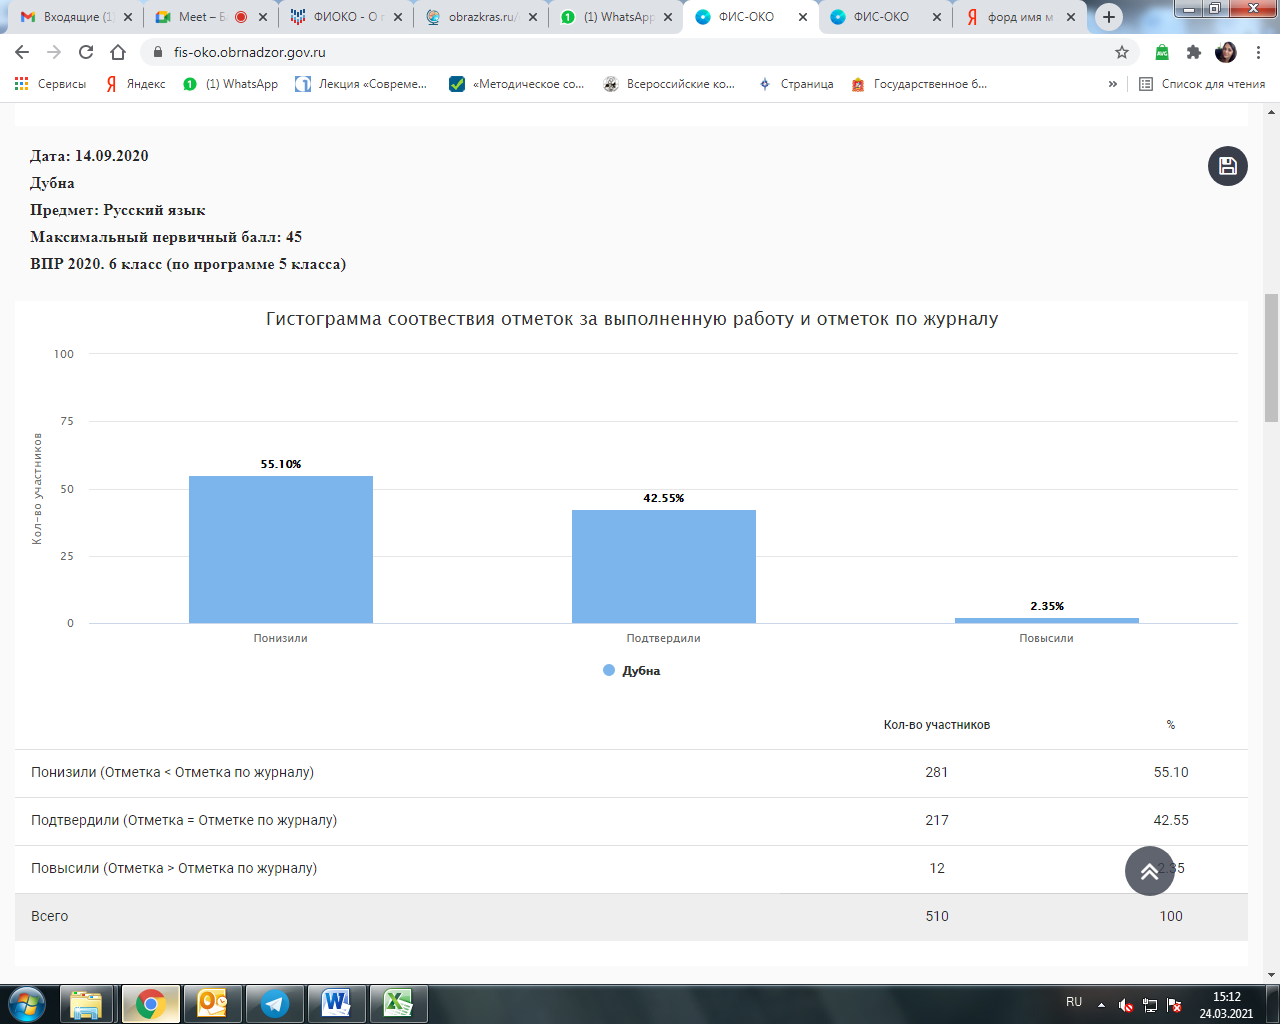 Входящие (1)
Meet – Б
ФИОКО - О
obrazkras.ru/
(1) WhatsApp
ФИС-ОКО
ФИС-ОКО
форд имя м
fis-oko.obrnadzor.gov.ru
Сервисы
Яндекс
(1) WhatsApp
Лекция «Совреме...
«Методическое со...
Всероссийские ко...
Страница
Государственное б...
»
Список для чтения
Дата: 14.09.2020
Дубна
Предмет: Русский язык
Максимальный первичный балл: 45
ВПР 2020. 6 класс (по программе 5 класса)
Гистограмма соотвествия отметок за выполненную работу и отметок по журналу
Кол-во участников
100
75
50
25
0
55.10%
42.55%
2.35%
Понизили
Подтвердили
Повысили
Дубна
Кол-во участников %
Понизили (Отметка < Отметка по журналу) 281 55.10
Подтвердили (Отметка = Отметке по журналу) 217 42.55
Повысили (Отметка > Отметка по журналу) 12 2.35
Всего 510 100
RU
15:12
24.03.2021